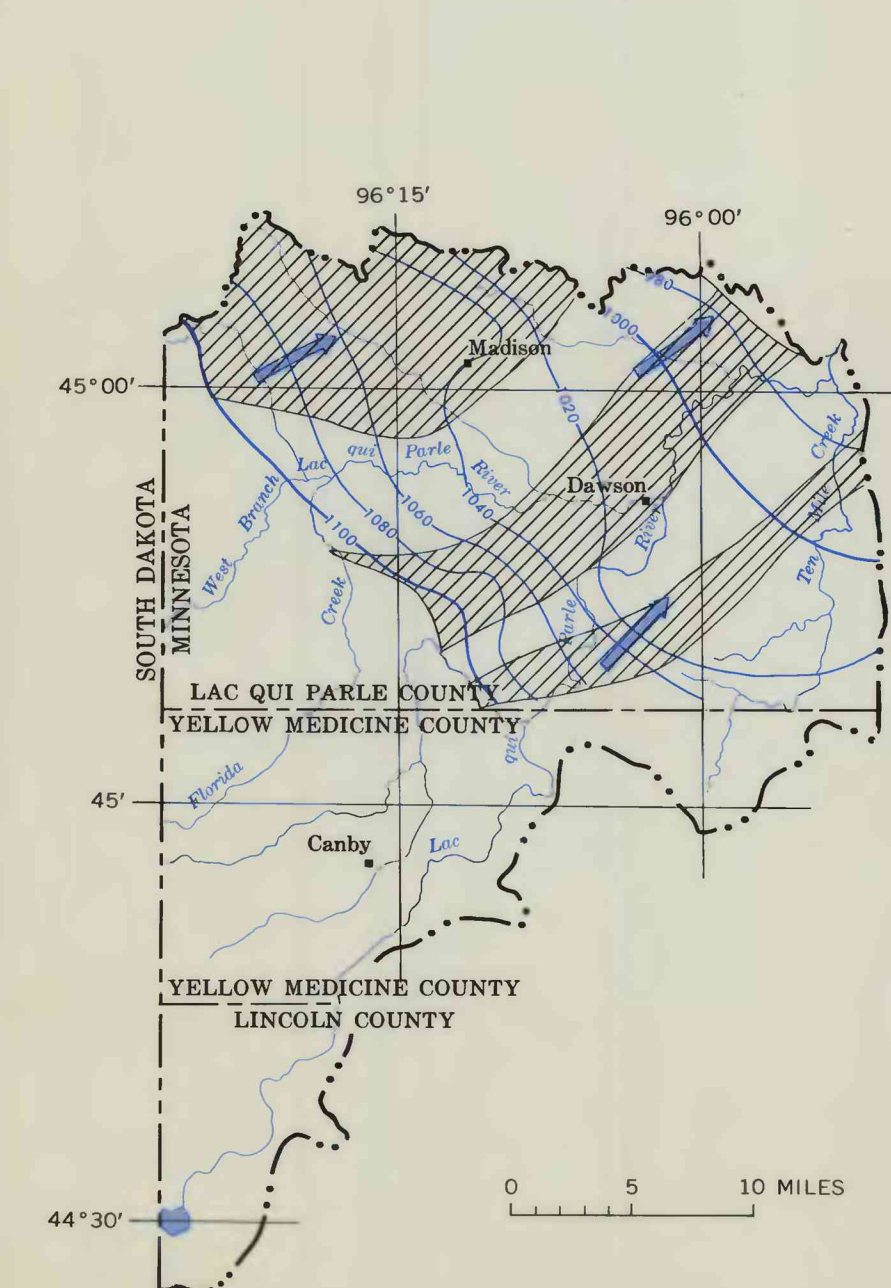 96°15'
96°00'
980
1000
Madison
45°00'
1020
Creek
Lac qui Parle River
West Branch
Dawson
1040
1060
1080
1100
River
Mile
Ten
Creek
Parle
SOUTH DAKOTA
MINNESOTA
LAC QUI PARLE COUNTY
YELLOW MEDICINE COUNTY
qui
Florida
45'
Canby
Lac
YELLOW MEDICINE COUNTY
LINCOLN COUNTY
0 5 10 MILES
44°30'